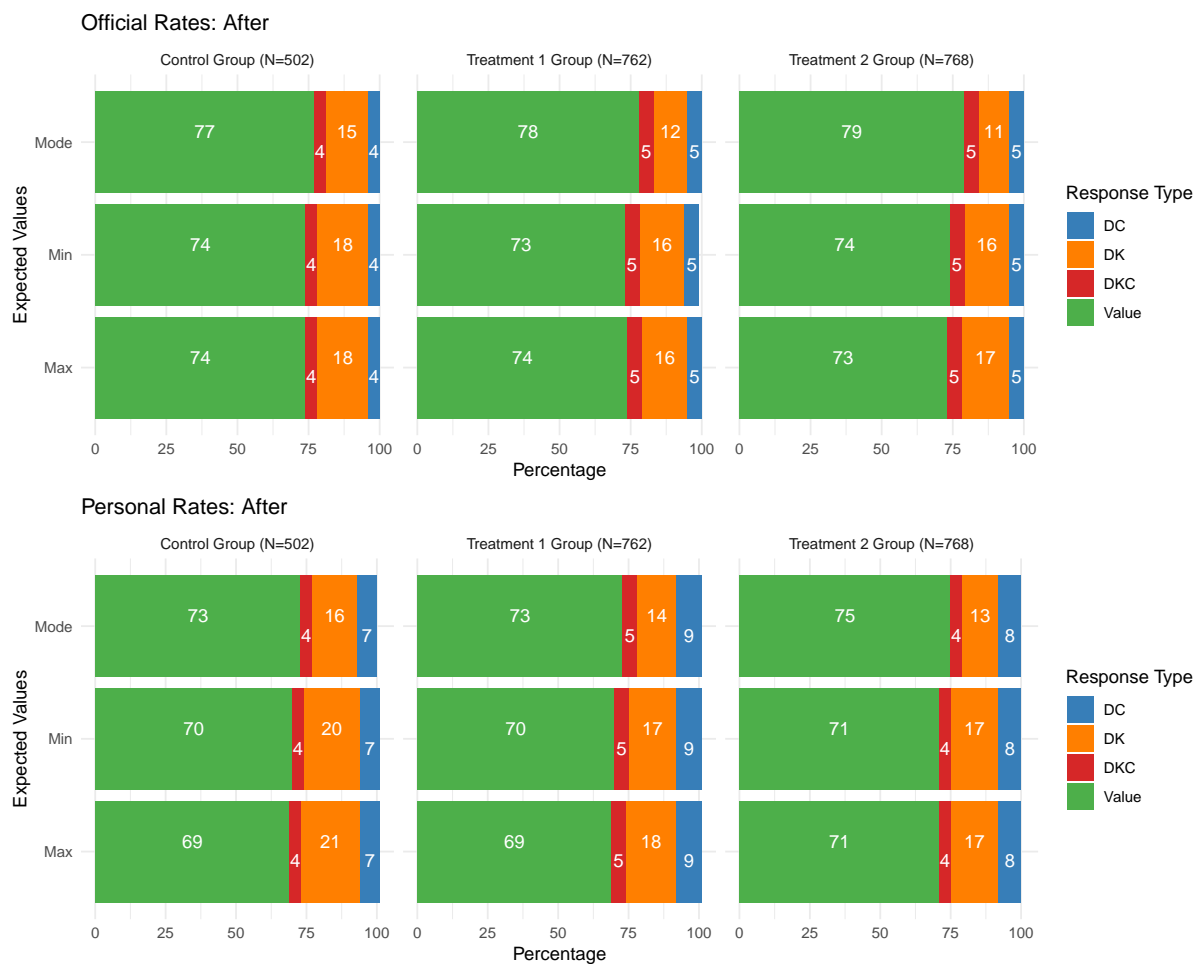 Official Rates: After
Control Group (N=502)
Treatment 1 Group (N=762)
Treatment 2 Group (N=768)
Expected Values
Mode
77
4
15
4
78
5
12
5
79
5
11
5
Min
74
4
18
4
73
5
16
5
74
5
16
5
Max
74
4
18
4
74
5
16
5
73
5
17
5
0 25 50 75 100
0 25 50 75 100
0 25 50 75 100
Percentage
Response Type
DC
DK
DKC
Value
Personal Rates: After
Control Group (N=502)
Treatment 1 Group (N=762)
Treatment 2 Group (N=768)
Expected Values
Mode
73
4
16
7
73
5
14
9
75
4
13
8
Min
70
4
20
7
70
5
17
9
71
4
17
8
Max
69
4
21
7
69
5
18
9
71
4
17
8
0 25 50 75 100
0 25 50 75 100
0 25 50 75 100
Percentage
Response Type
DC
DK
DKC
Value